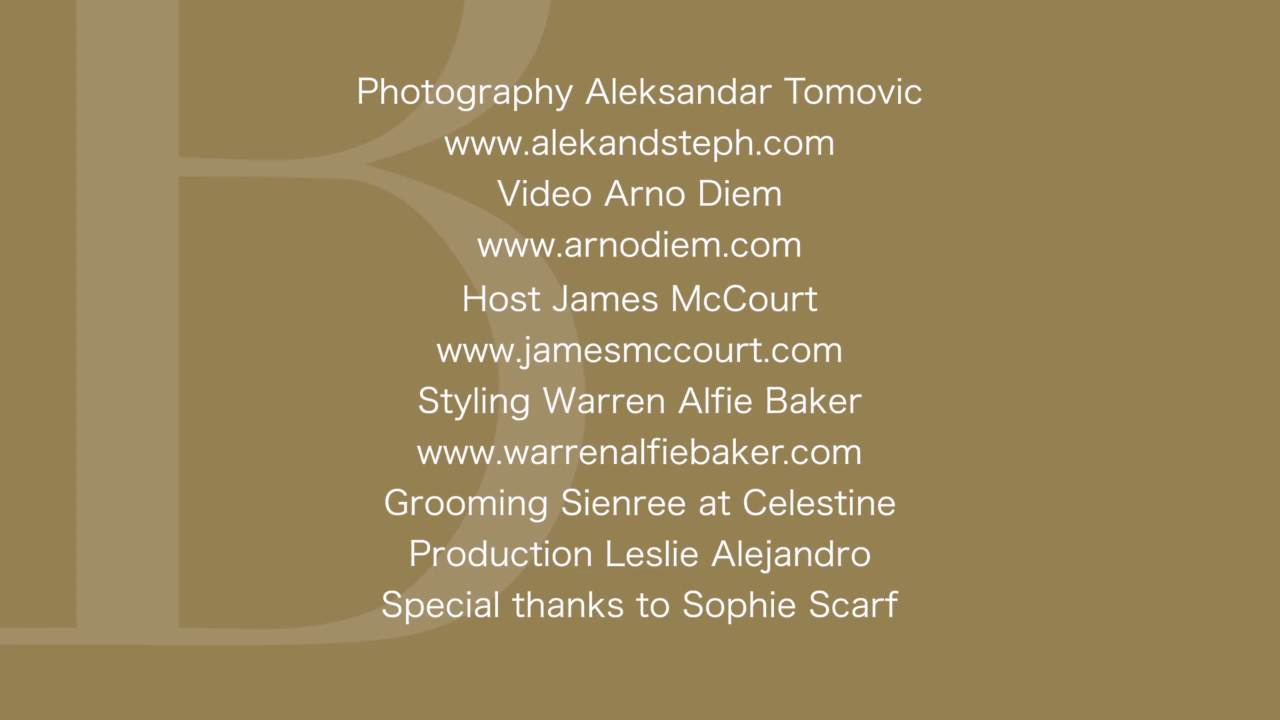 Photography Aleksandar Tomovic
www.alekandsteph.com
Video Arno Diem
www.arnodiem.com
Host James McCourt
www.jamesmccourt.com
Styling Warren Alfie Baker
www.warrenalfiebaker.com
Grooming Sienree at Celestine
Production Leslie Alejandro
Special thanks to Sophie Scarf
B